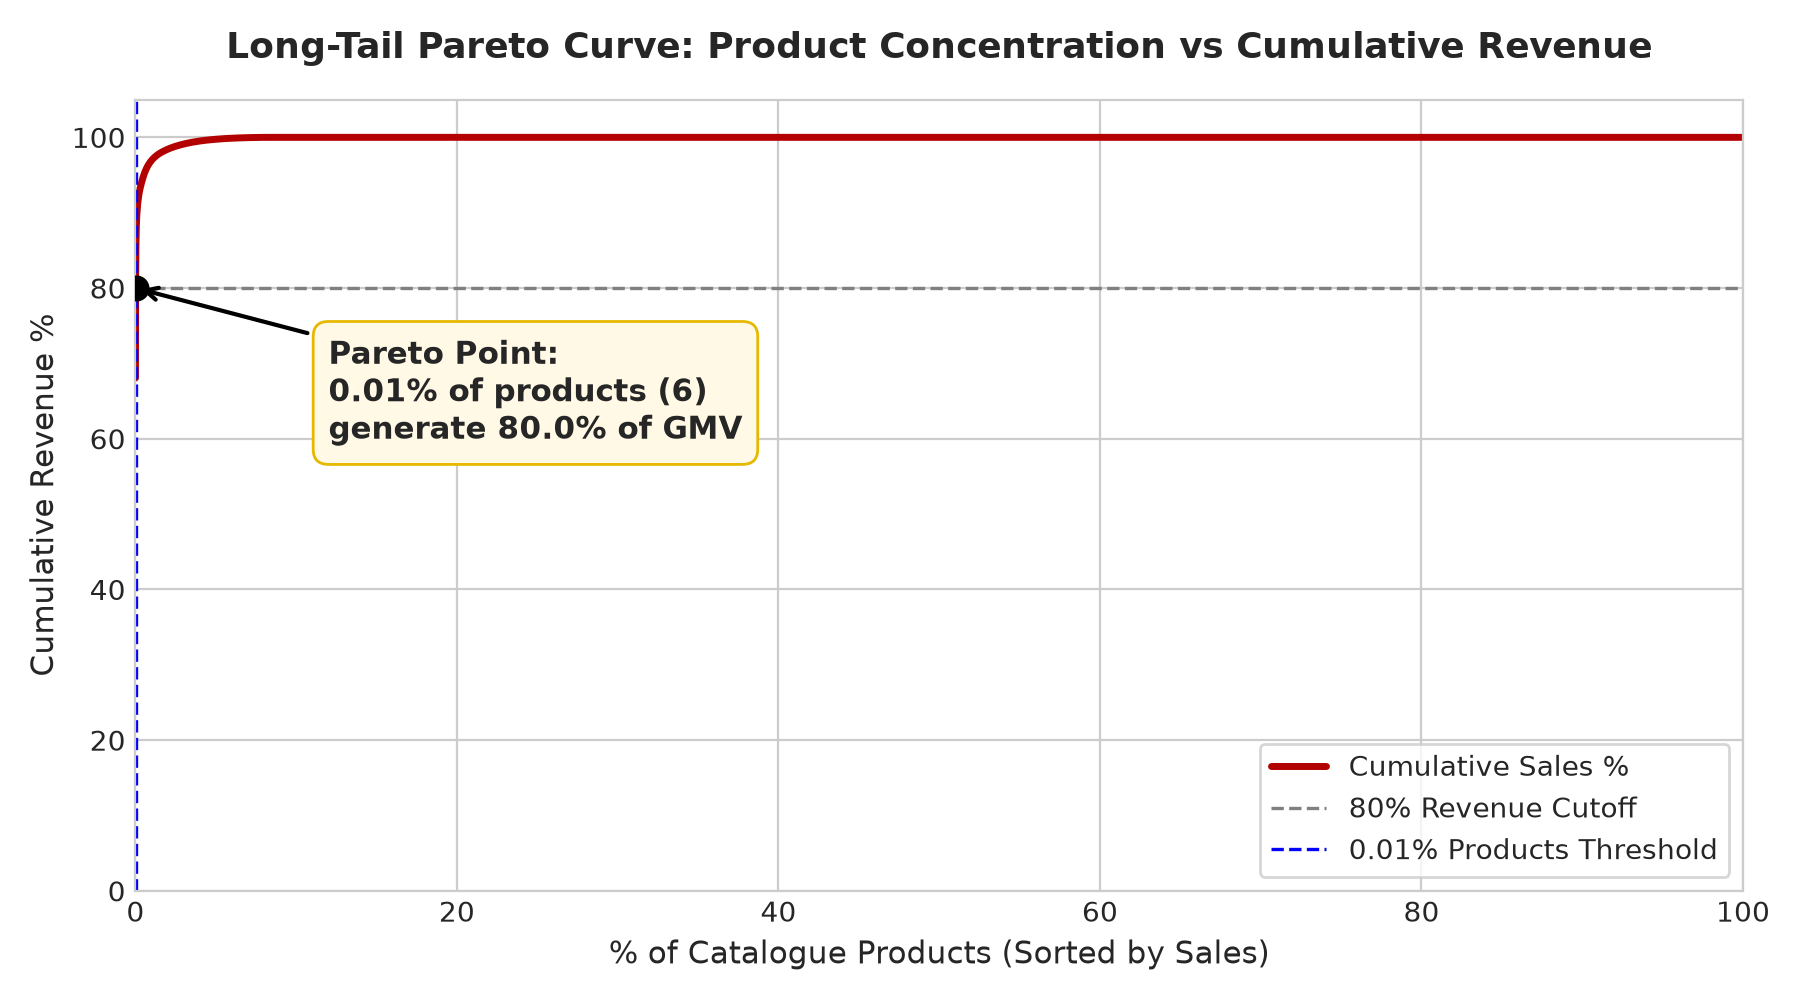 Long-Tail Pareto Curve: Product Concentration vs Cumulative Revenue
Cumulative Revenue %
100
80
60
40
20
0
Pareto Point:
0.01% of products (6)
generate 80.0% of GMV
Cumulative Sales %
80% Revenue Cutoff
0.01% Products Threshold
0 20 40 60 80 100
% of Catalogue Products (Sorted by Sales)